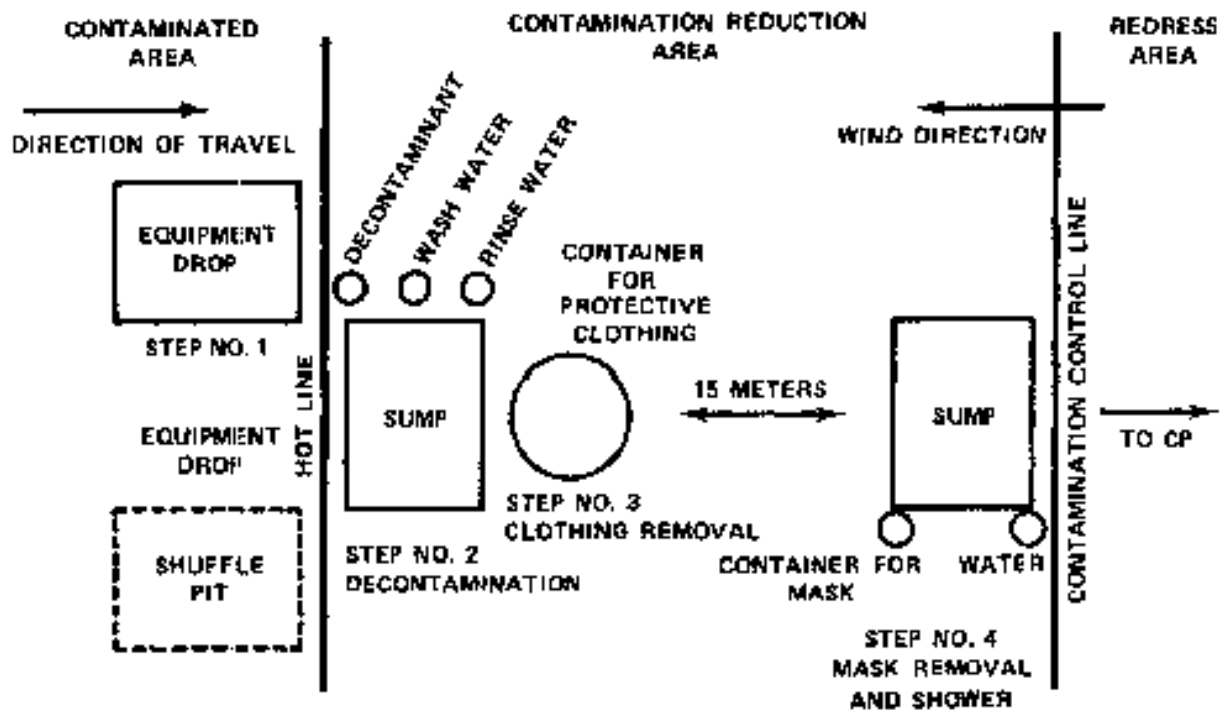 CONTAMINATED
AREA
CONTAMINATION REDUCTION
AREA
REDRESS
AREA
DIRECTION OF TRAVEL
WIND DIRECTION
DECONTAMINANT
WASH WATER
RINSE WATER
EQUIPMENT
DROP
STEP NO. 1
CONTAINER
FOR
PROTECTIVE
CLOTHING
HOT LINE
SUMP
15 METERS
SUMP
CONTAMINATION CONTROL LINE
TO CP
EQUIPMENT
DROP
SHUFFLE
PIT
STEP NO. 3
CLOTHING REMOVAL
STEP NO. 2
DECONTAMINATION
CONTAINER FOR
MASK
WATER
STEP NO. 4
MASK REMOVAL
AND SHOWER